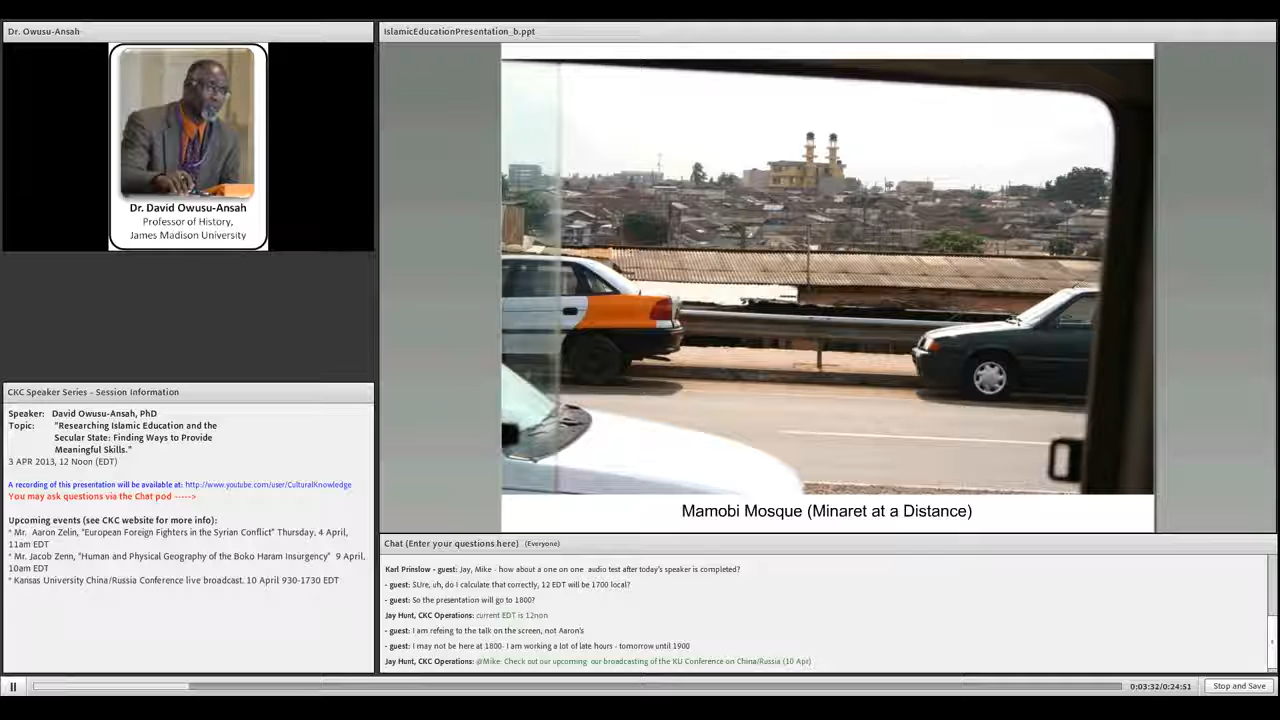 Dr. Owusu-Ansah
Dr. David Owusu-Ansah
Professor of History,
James Madison University
CKC Speaker Series - Session Information
Speaker: David Owusu-Ansah, PhD
Topic: "Researching Islamic Education and the
Secular State: Finding Ways to Provide
Meaningful Skills."
3 APR 2013, 12 Noon (EDT)
A recording of this presentation will be available at: http://www.youtube.com/user/CulturalKnowledge
You may ask questions via the Chat pod ----->
Upcoming events (see CKC website for more info):
* Mr. Aaron Zelin, "European Foreign Fighters in the Syrian Conflict" Thursday, 4 April,
11am EDT
* Mr. Jacob Zenn, "Human and Physical Geography of the Boko Haram Insurgency" 9 April,
10am EDT
* Kansas University China/Russia Conference live broadcast. 10 April 930-1730 EDT
IslamicEducationPresentation_b.ppt
Mamobi Mosque (Minaret at a Distance)
Chat (Enter your questions here) (Everyone)
Karl Prinslow - guest: Jay, Mike - how about a one on one audio test after today's speaker is completed?
- guest: SUre, uh, do I calculate that correctly, 12 EDT will be 1700 local?
- guest: So the presentation will go to 1800?
Jay Hunt, CKC Operations: current EDT is 12non
- guest: I am refeing to the talk on the screen, not Aaron's
- guest: I may not be here at 1800- I am working a lot of late hours - tomorrow until 1900
Jay Hunt, CKC Operations: @Mike: Check out our upcoming our broadcasting of the KU Conference on China/Russia (10 Apr)
0:03:32/0:24:51
Stop and Save